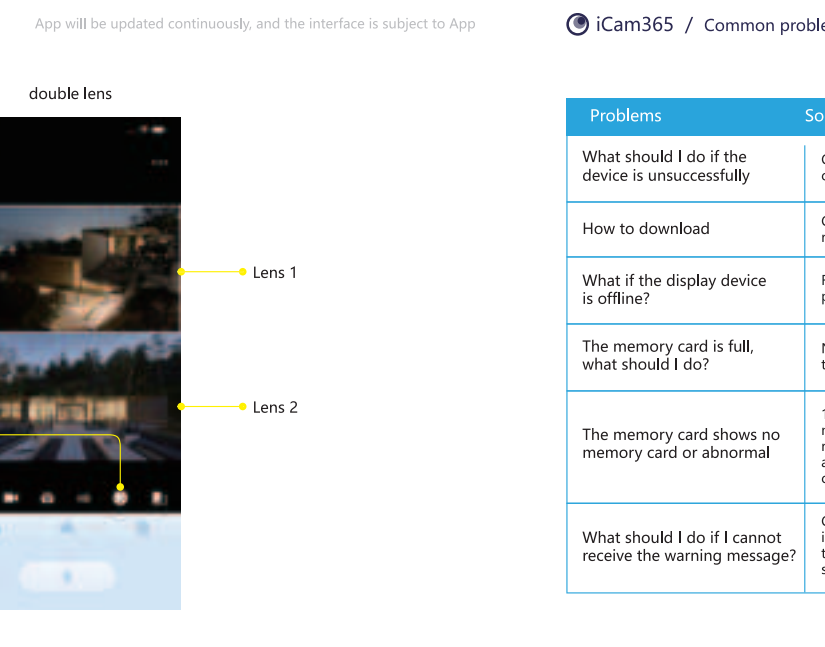 App will be updated continuously, and the interface is subject to App
iCam365 / Common
double lens
Lens 1
Lens 2
Problems
What should I do if the
device is unsuccessfully
How to download
What if the display device
is offline?
The memory card is full,
what should I do?
The memory card shows no
memory card or abnormal
What should I do if I cannot
receive the warning message?